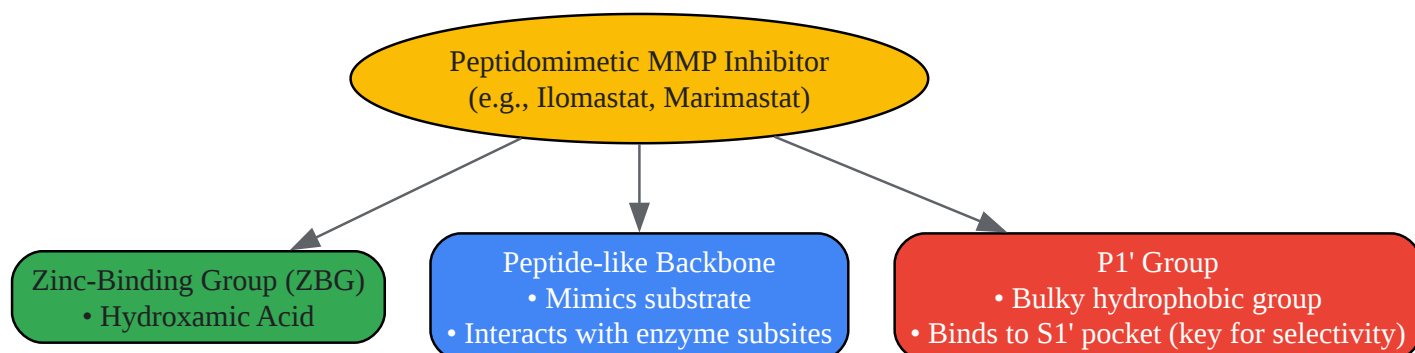 Peptidomimetic MMP Inhibitor
(e.g., Ilomastat, Marimastat)
Zinc-Binding Group (ZBG)
• Hydroxamic Acid
Peptide-like Backbone
• Mimics substrate
• Interacts with enzyme subsites
P1' Group
• Bulky hydrophobic group
• Binds to S1' pocket (key for selectivity)